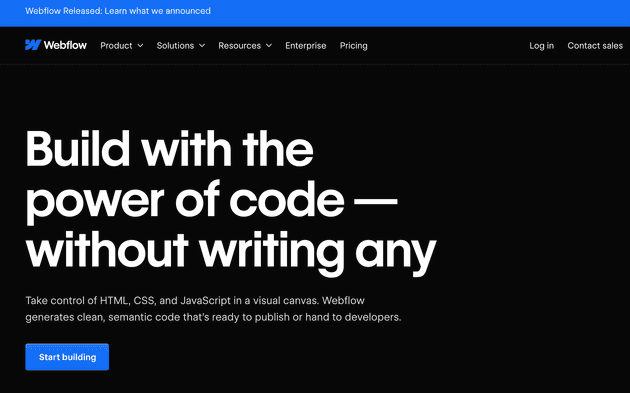 Webflow Released: Learn what we announced
Webflow Product Solutions Resources Enterprise Pricing Log in Contact sales
Build with the
power of code —
without writing any
Take control of HTML, CSS, and JavaScript in a visual canvas. Webflow
generates clean, semantic code that's ready to publish or hand to developers.
Start building